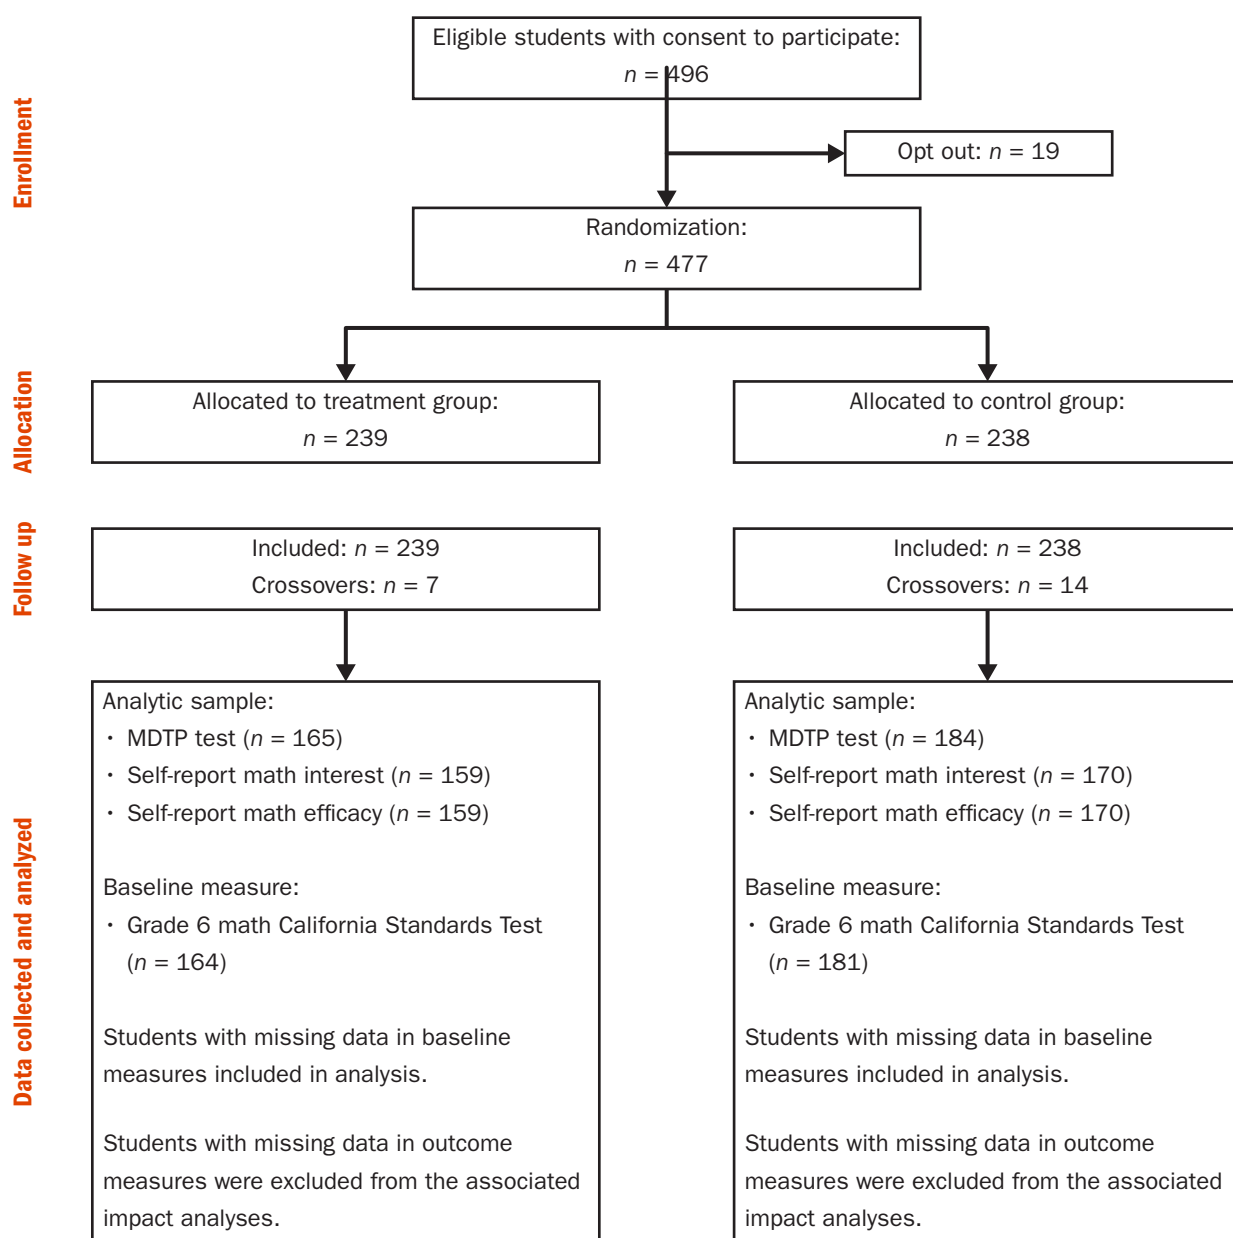 Enrollment
Eligible students with consent to participate:
n = 496
Opt out: n = 19
Randomization:
n = 477
Allocation
Allocated to treatment group:
n = 239
Allocated to control group:
n = 238
Follow up
Included: n = 239
Crossovers: n = 7
Included: n = 238
Crossovers: n = 14
Data collected and analyzed
Analytic sample:
• MDTP test (n = 165)
• Self-report math interest (n = 159)
• Self-report math efficacy (n = 159)
Baseline measure:
• Grade 6 math California Standards Test
(n = 164)
Students with missing data in baseline
measures included in analysis.
Students with missing data in outcome
measures were excluded from the associated
impact analyses.
Analytic sample:
• MDTP test (n = 184)
• Self-report math interest (n = 170)
• Self-report math efficacy (n = 170)
Baseline measure:
• Grade 6 math California Standards Test
(n = 181)
Students with missing data in baseline
measures included in analysis.
Students with missing data in outcome
measures were excluded from the associated
impact analyses.